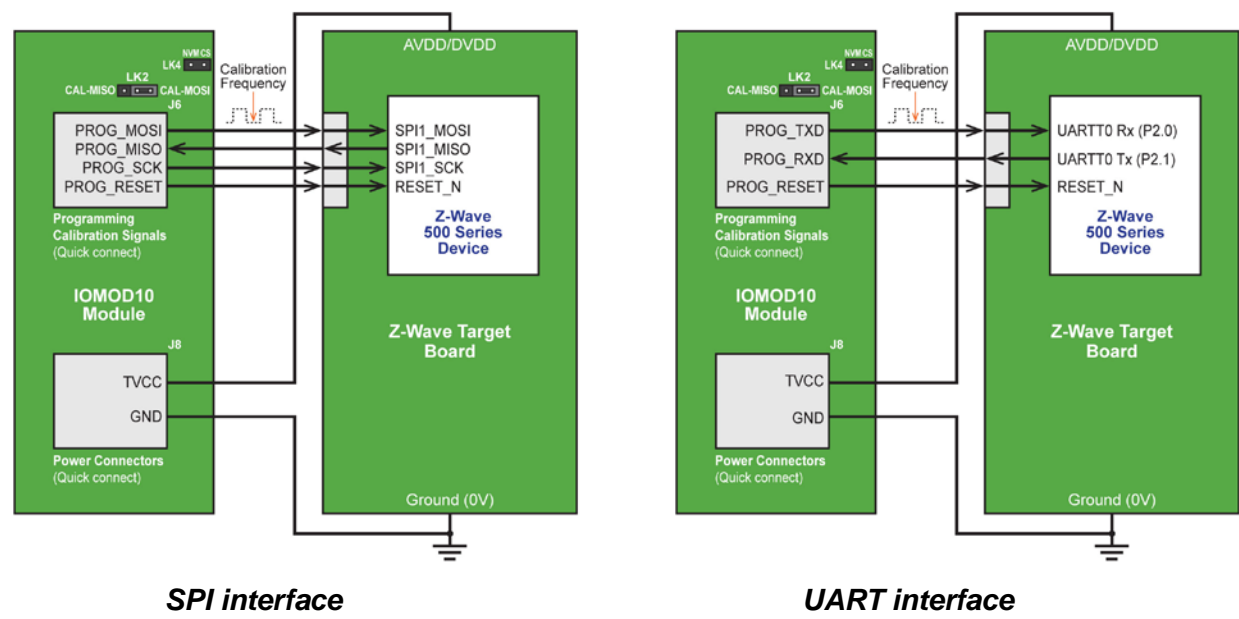 AVDD/DVDD
NVM CS
LK4
LK2
CAL-MISO
CAL-MOSI
J6
Calibration
Frequency
PROG_MOSI
PROG_MISO
PROG_SCK
PROG_RESET
SPI1_MOSI
SPI1_MISO
SPI1_SCK
RESET_N
Z-Wave
500 Series
Device
Programming
Calibration Signals
(Quick connect)
IOMOD10
Module
Z-Wave Target
Board
J8
TVCC
GND
Power Connectors
(Quick connect)
Ground (0V)
SPI interface
AVDD/DVDD
NVM CS
LK4
LK2
CAL-MISO
CAL-MOSI
J6
Calibration
Frequency
PROG_TXD
PROG_RXD
PROG_RESET
UARTT0 Rx (P2.0)
UARTT0 Tx (P2.1)
RESET_N
Z-Wave
500 Series
Device
Programming
Calibration Signals
(Quick connect)
IOMOD10
Module
Z-Wave Target
Board
J8
TVCC
GND
Power Connectors
(Quick connect)
Ground (0V)
UART interface